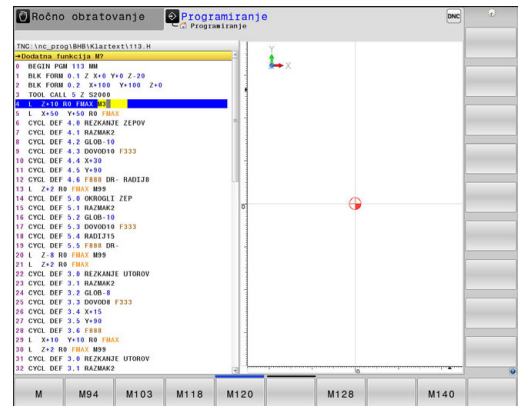 Ročno obratovanje
Programiranje
Programiranje
DNC
TNC:\nc_prog\BHB\Klartext\113.H
→Dodatna funkcija M?
0 BEGIN PGM 113 MM
1 BLK FORM 0.1 Z X+0 Y+0 Z-20
2 BLK FORM 0.2 X+100 Y+100 Z+0
3 TOOL CALL 5 Z S2000
4 L Z+10 R0 FMAX M3
5 L X+50 Y+50 R0 FMAX
6 CYCL DEF 4.0 REZKANJE ZEPOV
7 CYCL DEF 4.1 RAZMAK2
8 CYCL DEF 4.2 GLOB-10
9 CYCL DEF 4.3 DOVOD10 F333
10 CYCL DEF 4.4 X+30
11 CYCL DEF 4.5 Y+90
12 CYCL DEF 4.6 F888 DR- RADIJ8
13 L Z+2 R0 FMAX M99
14 CYCL DEF 5.0 OKROGLI ZEP
15 CYCL DEF 5.1 RAZMAK2
16 CYCL DEF 5.2 GLOB-10
17 CYCL DEF 5.3 DOVOD10 F333
18 CYCL DEF 5.4 RADIJ15
19 CYCL DEF 5.5 F888 DR-
20 L Z-8 R0 FMAX M99
21 L Z+2 R0 FMAX
22 CYCL DEF 3.0 REZKANJE UTOROV
23 CYCL DEF 3.1 RAZMAK2
24 CYCL DEF 3.2 GLOB-8
25 CYCL DEF 3.3 DOVOD8 F333
26 CYCL DEF 3.4 X+15
27 CYCL DEF 3.5 Y+90
28 CYCL DEF 3.6 F888
29 L X+10 Y+10 R0 FMAX
30 L Z+2 R0 FMAX M99
31 CYCL DEF 3.0 REZKANJE UTOROV
32 CYCL DEF 3.1 RAZMAK2
Y
X
0
0
M M94 M103 M118 M120 M128 M140